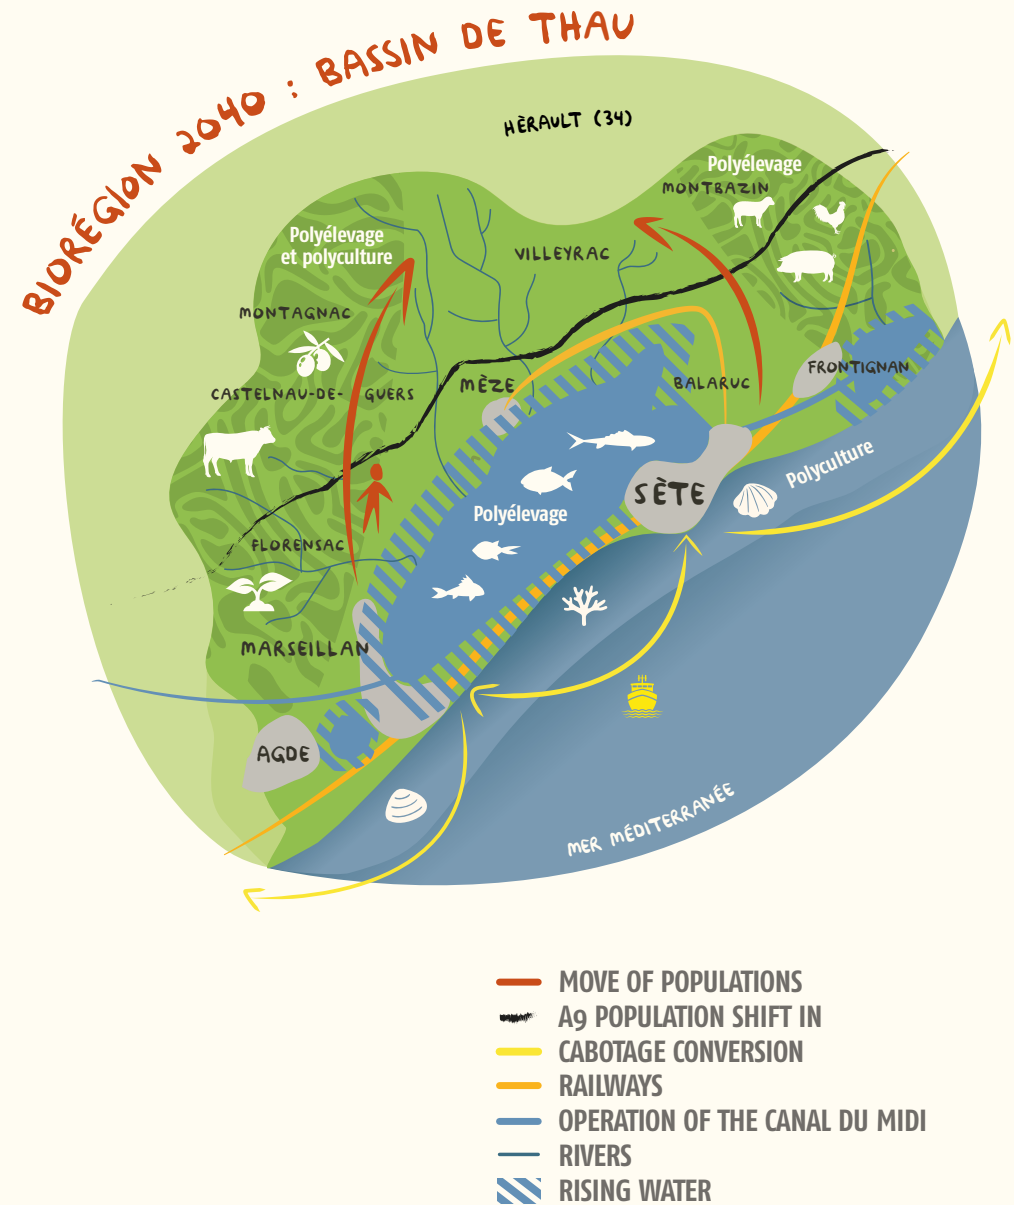 BIORÉGION 2040 : BASSIN DE THAU
HÈRAULT (34)
Polyélevage
MONTBAZIN
Polyélevage
et polyculture
VILLEYRAC
MONTAGNAC
CASTELNAU-DE-GUERS
MÈZE
BALARUC
FRONTIGNAN
Polyculture
SÈTE
Polyélevage
FLORENSAC
MARSEILLAN
AGDE
MER MÉDITERRANÉE
MOVE OF POPULATIONS
A9 POPULATION SHIFT IN
CABOTAGE CONVERSION
RAILWAYS
OPERATION OF THE CANAL DU MIDI
RIVERS
RISING WATER